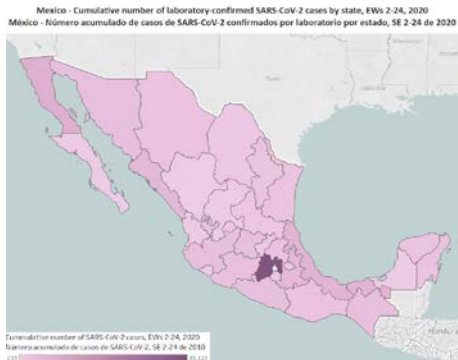 Mexico - Cumulative number of laboratory-confirmed SARS-CoV-2 cases by state, EWs 2-24, 2020
México - Número acumulado de casos de SARS-CoV-2 confirmados por laboratorio por estado, SE 2-24 de 2020
Cummulative number of SARS-CoV-2 cases, EWs 2-24, 2020
Número acumulado de casos de SARS-CoV-2, SE 2-24 de 2020